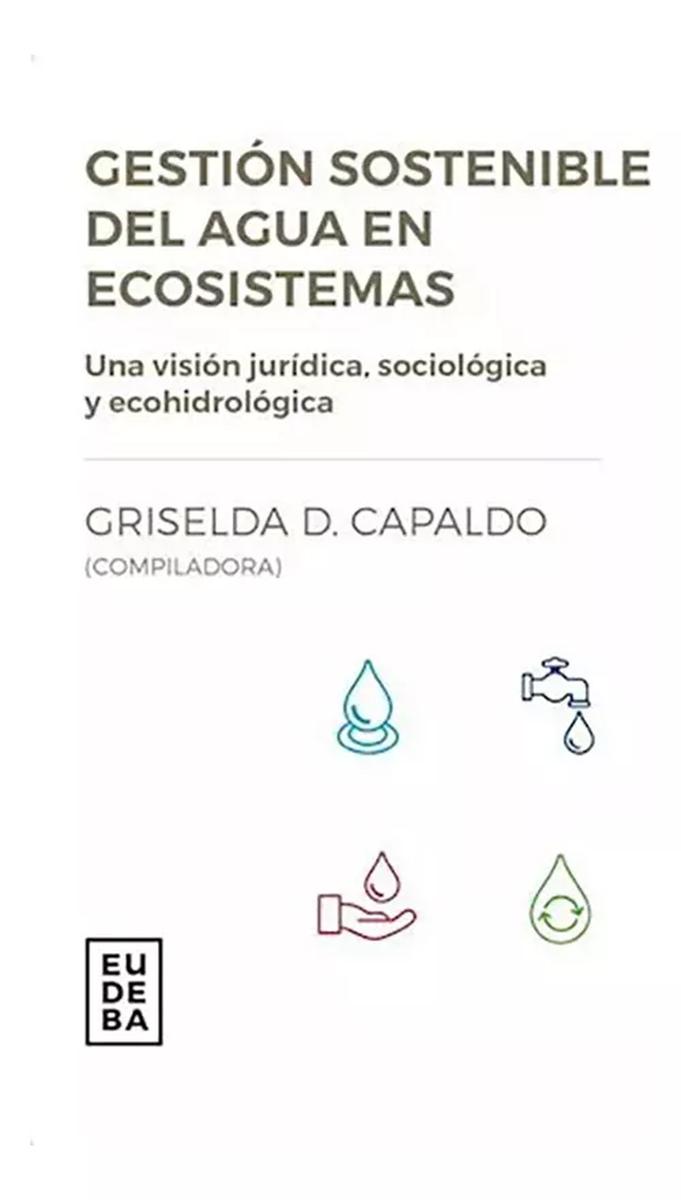 GESTIÓN SOSTENIBLE
DEL AGUA EN
ECOSISTEMAS
Una visión jurídica, sociológica
y ecohidrológica
GRISELDA D. CAPALDO
(COMPILADORA)
EU
DE
BA